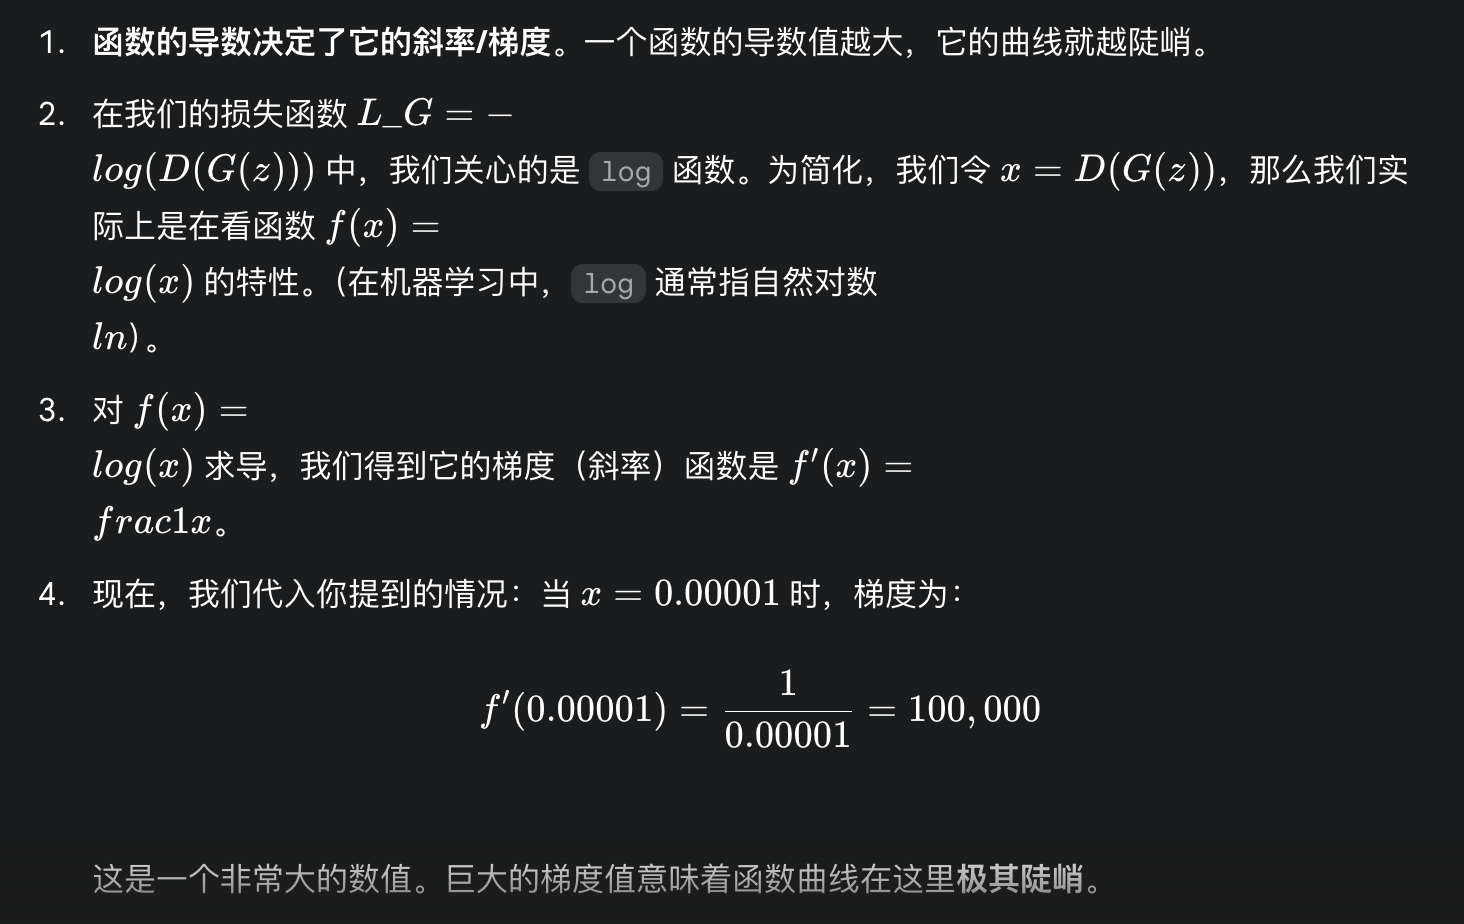 1. 函数的导数决定了它的斜率/梯度。一个函数的导数值越大，它的曲线就越陡峭。
2. 在我们的损失函数 L_G = −
log(D(G(z))) 中，我们关心的是 log 函数。为简化，我们令 x = D(G(z))，那么我们实
际上是在看函数 f(x) =
log(x) 的特性。（在机器学习中， log 通常指自然对数
ln）。
3. 对 f(x) =
log(x) 求导，我们得到它的梯度（斜率）函数是 f′(x) =
frac1x。
4. 现在，我们代入你提到的情况：当 x = 0.00001 时，梯度为：
f′(0.00001) = 1/0.00001 = 100,000
这是一个非常大的数值。巨大的梯度值意味着函数曲线在这里极其陡峭。